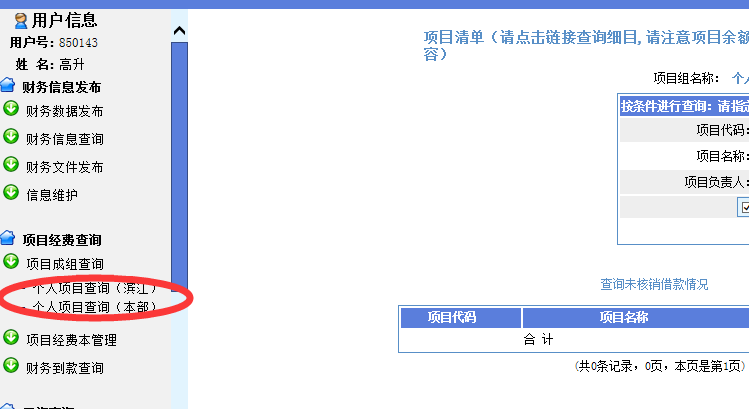 用户信息
用户号: 850143
姓 名: 高升
财务信息发布
财务数据发布
财务信息查询
财务文件发布
信息维护
项目经费查询
项目成组查询
- 个人项目查询（滨江）
- 个人项目查询（本部）
项目经费本管理
财务到款查询
项目清单（请点击链接查询细目,请注意项目余额
容）
项目组名称: 个
按条件进行查询: 请指定
项目代码:
项目名称:
项目负责人:
查询未核销借款情况
项目代码 项目名称
合 计
(共0条记录，0页，本页是第1页)